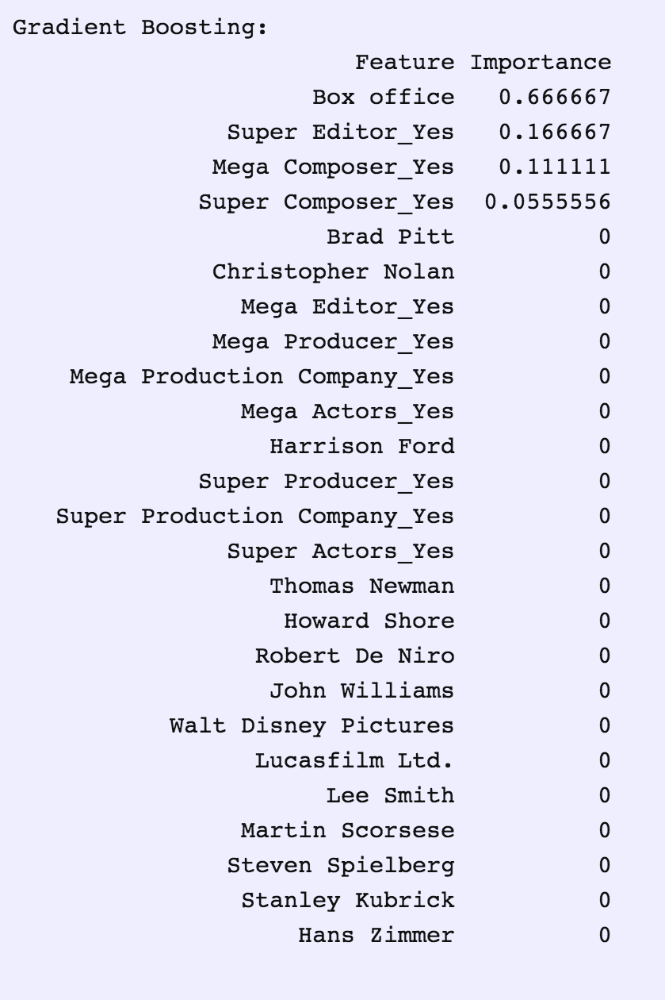 Gradient Boosting:
Feature Importance
Box office 0.666667
Super Editor_Yes 0.166667
Mega Composer_Yes 0.111111
Super Composer_Yes 0.0555556
Brad Pitt 0
Christopher Nolan 0
Mega Editor_Yes 0
Mega Producer_Yes 0
Mega Production Company_Yes 0
Mega Actors_Yes 0
Harrison Ford 0
Super Producer_Yes 0
Super Production Company_Yes 0
Super Actors_Yes 0
Thomas Newman 0
Howard Shore 0
Robert De Niro 0
John Williams 0
Walt Disney Pictures 0
Lucasfilm Ltd. 0
Lee Smith 0
Martin Scorsese 0
Steven Spielberg 0
Stanley Kubrick 0
Hans Zimmer 0